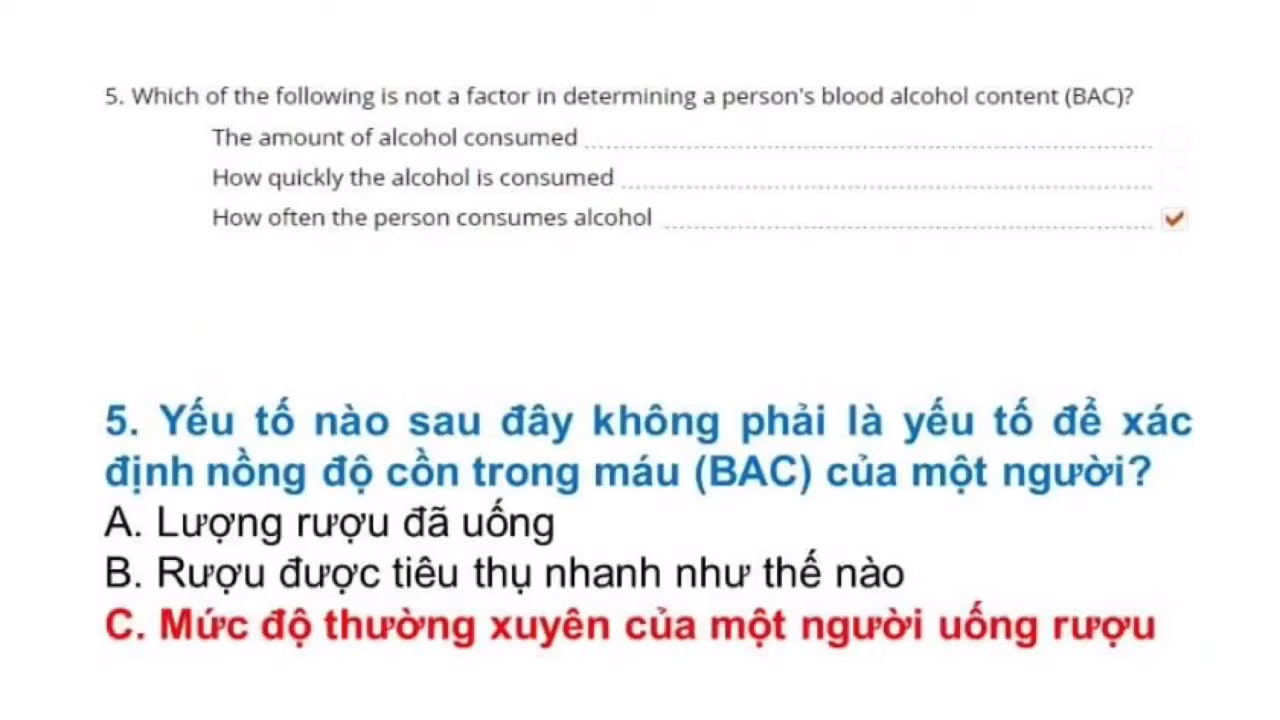 5. Which of the following is not a factor in determining a person's blood alcohol content (BAC)?
The amount of alcohol consumed
How quickly the alcohol is consumed
How often the person consumes alcohol
5. Yếu tố nào sau đây không phải là yếu tố để xác
định nồng độ cồn trong máu (BAC) của một người?
A. Lượng rượu đã uống
B. Rượu được tiêu thụ nhanh như thế nào
C. Mức độ thường xuyên của một người uống rượu